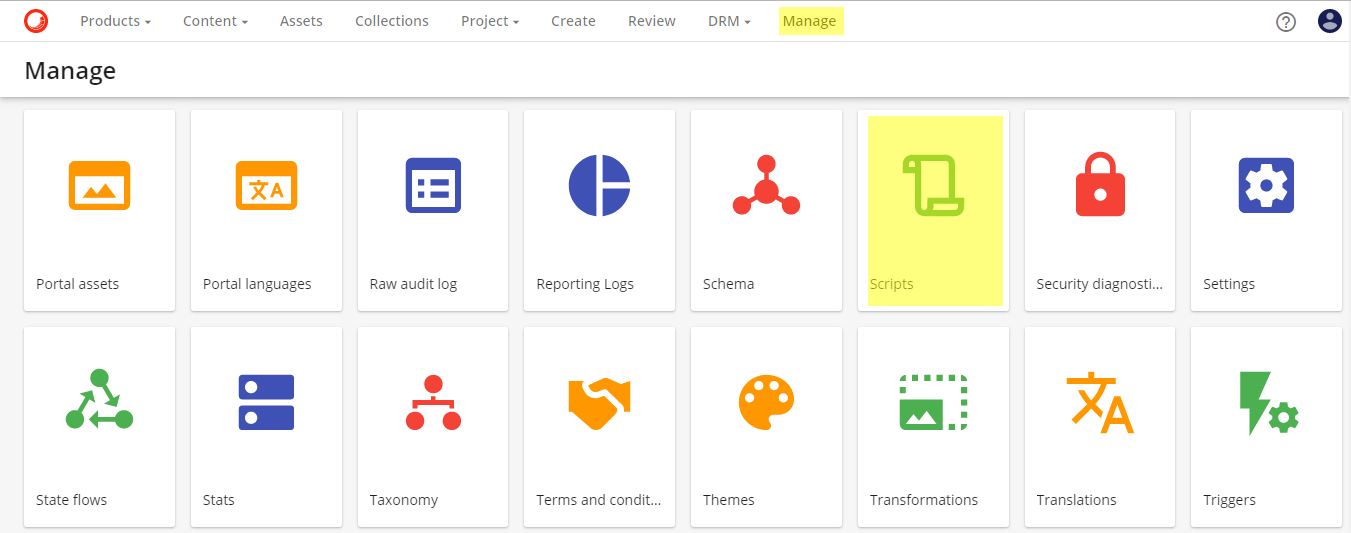 Products Content Assets Collections Project Create Review DRM Manage
Manage
Portal assets Portal languages Raw audit log Reporting Logs Schema Scripts Security diagnosti... Settings
State flows Stats Taxonomy Terms and condit... Themes Transformations Translations Triggers